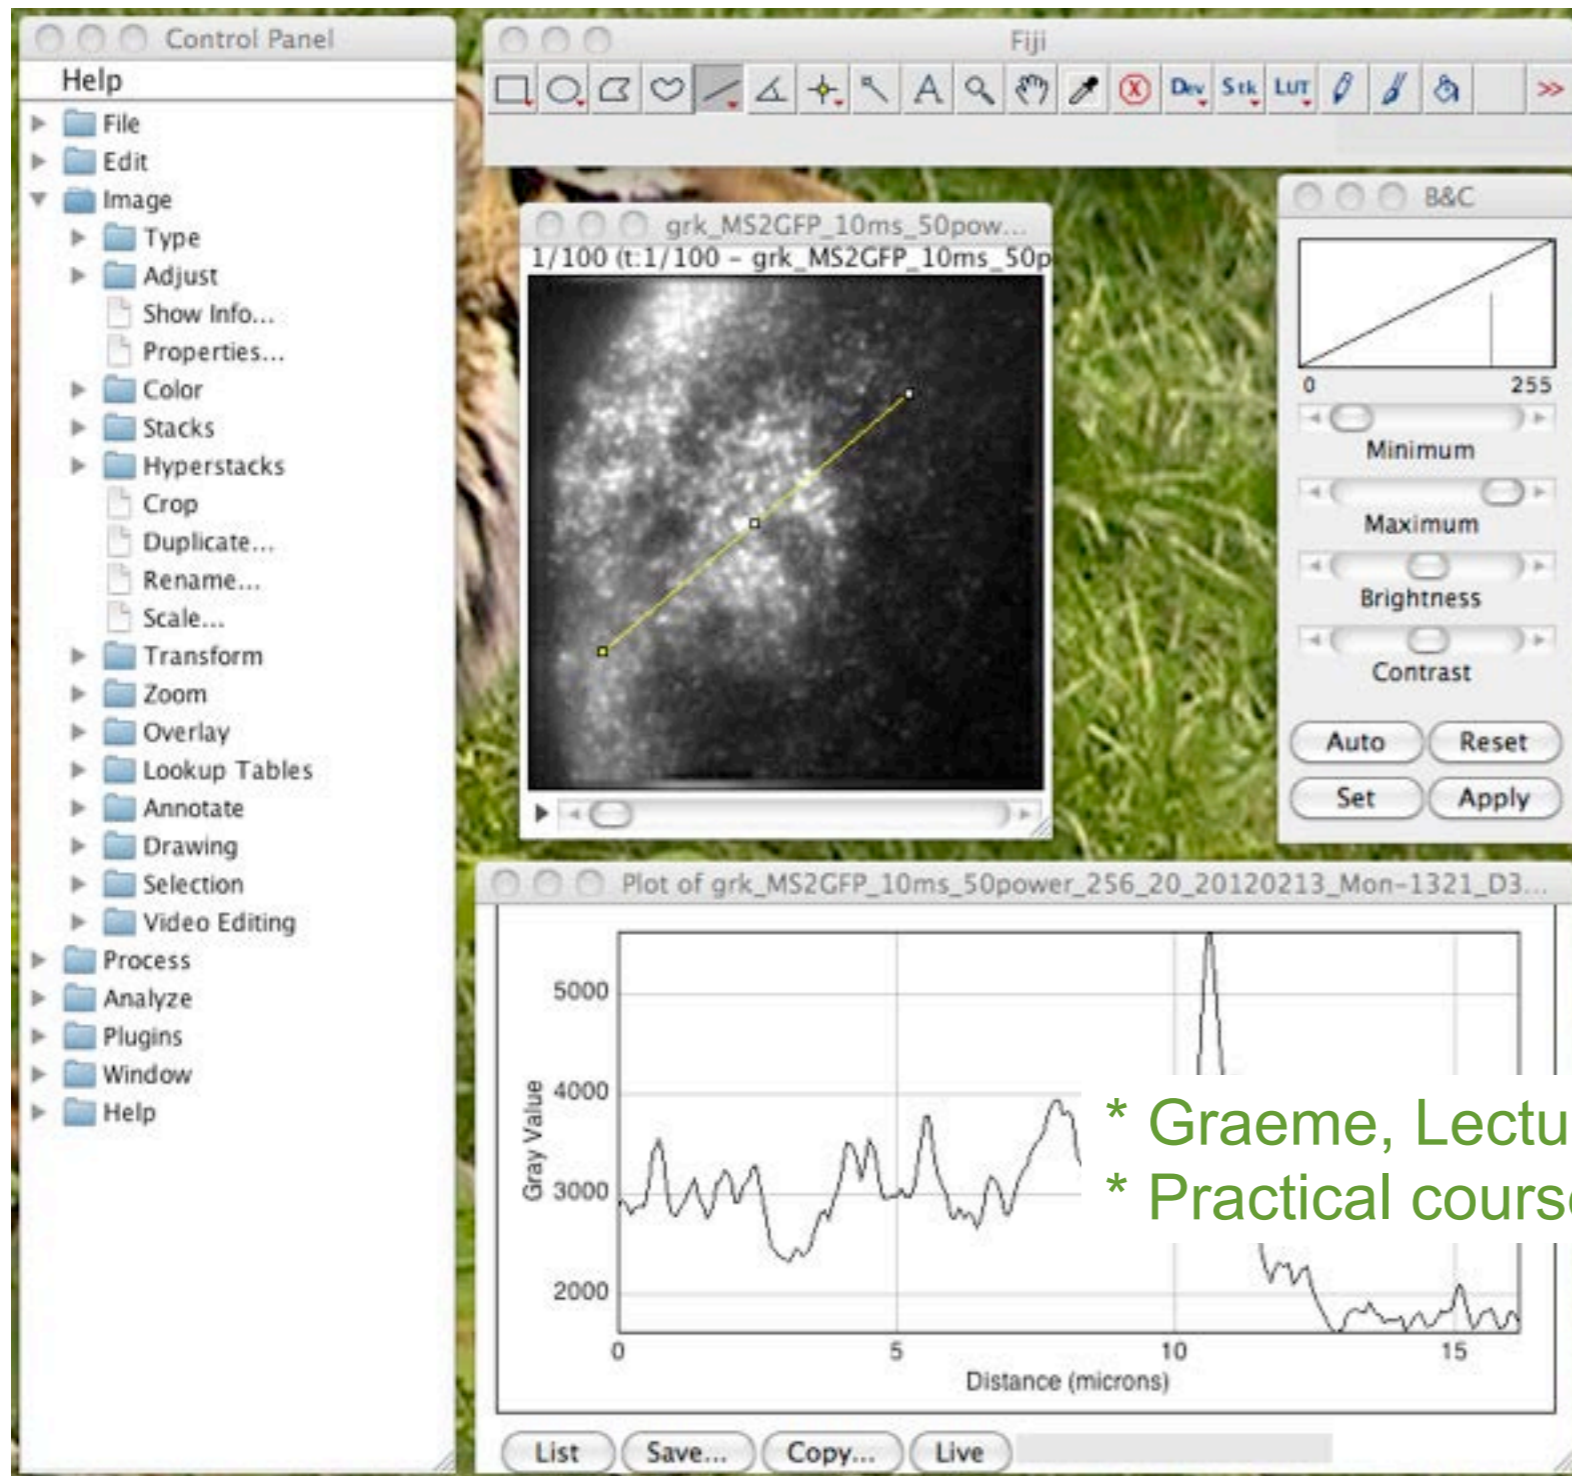 Control Panel
Help
File
Edit
Image
Type
Adjust
Show Info...
Properties...
Color
Stacks
Hyperstacks
Crop
Duplicate...
Rename...
Scale...
Transform
Zoom
Overlay
Lookup Tables
Annotate
Drawing
Selection
Video Editing
Process
Analyze
Plugins
Window
Help
Fiji
A Dev Stk LUT >>
grk_MS2GFP_10ms_50pow...
1/100 (t:1/100 - grk_MS2GFP_10ms_50p
B&C
0 255
Minimum
Maximum
Brightness
Contrast
Auto Reset
Set Apply
Plot of grk_MS2GFP_10ms_50power_256_20_20120213_Mon-1321_D3...
5000
4000
3000
2000
Gray Value
0 5 10 15
Distance (microns)
* Graeme, Lectu
* Practical cours
List Save... Copy... Live